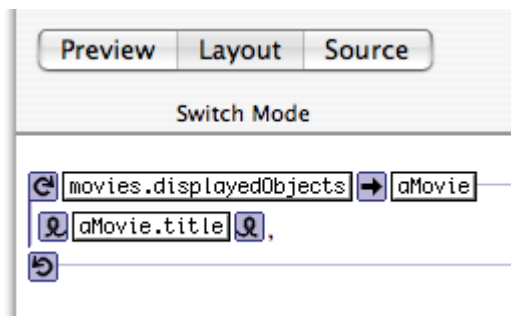 Preview Layout Source
Switch Mode
movies.displayedObjects aMovie
aMovie.title ,